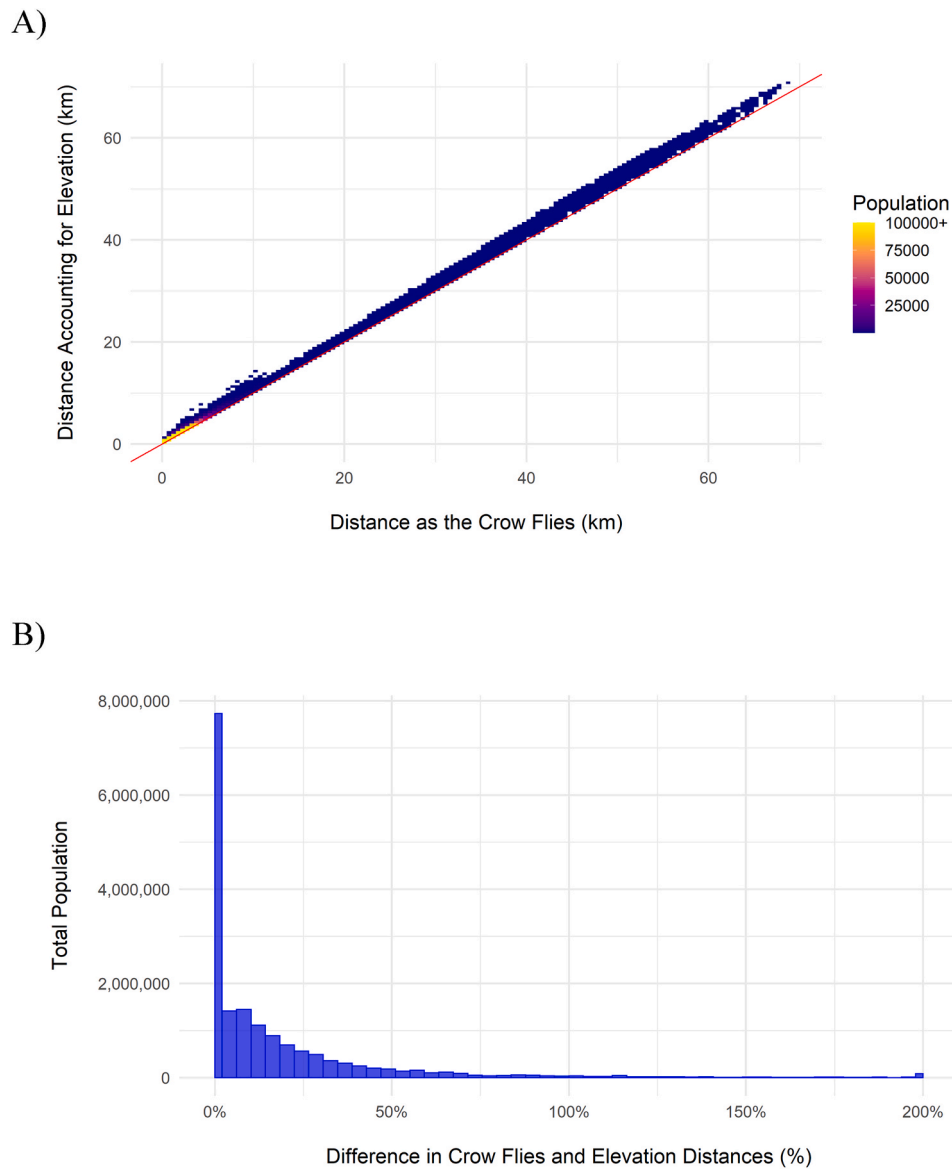 A)
Distance Accounting for Elevation (km)
60
40
20
0
0 20 40 60
Distance as the Crow Flies (km)
Population
100000+
75000
50000
25000
B)
Total Population
8,000,000
6,000,000
4,000,000
2,000,000
0
0% 50% 100% 150% 200%
Difference in Crow Flies and Elevation Distances (%)